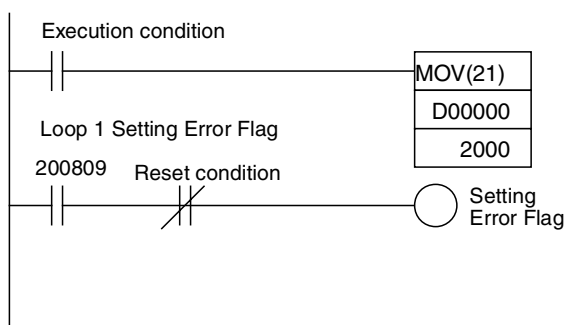 Execution condition
MOV(21)
D00000
2000
Loop 1 Setting Error Flag
200809
Reset condition
Setting
Error Flag